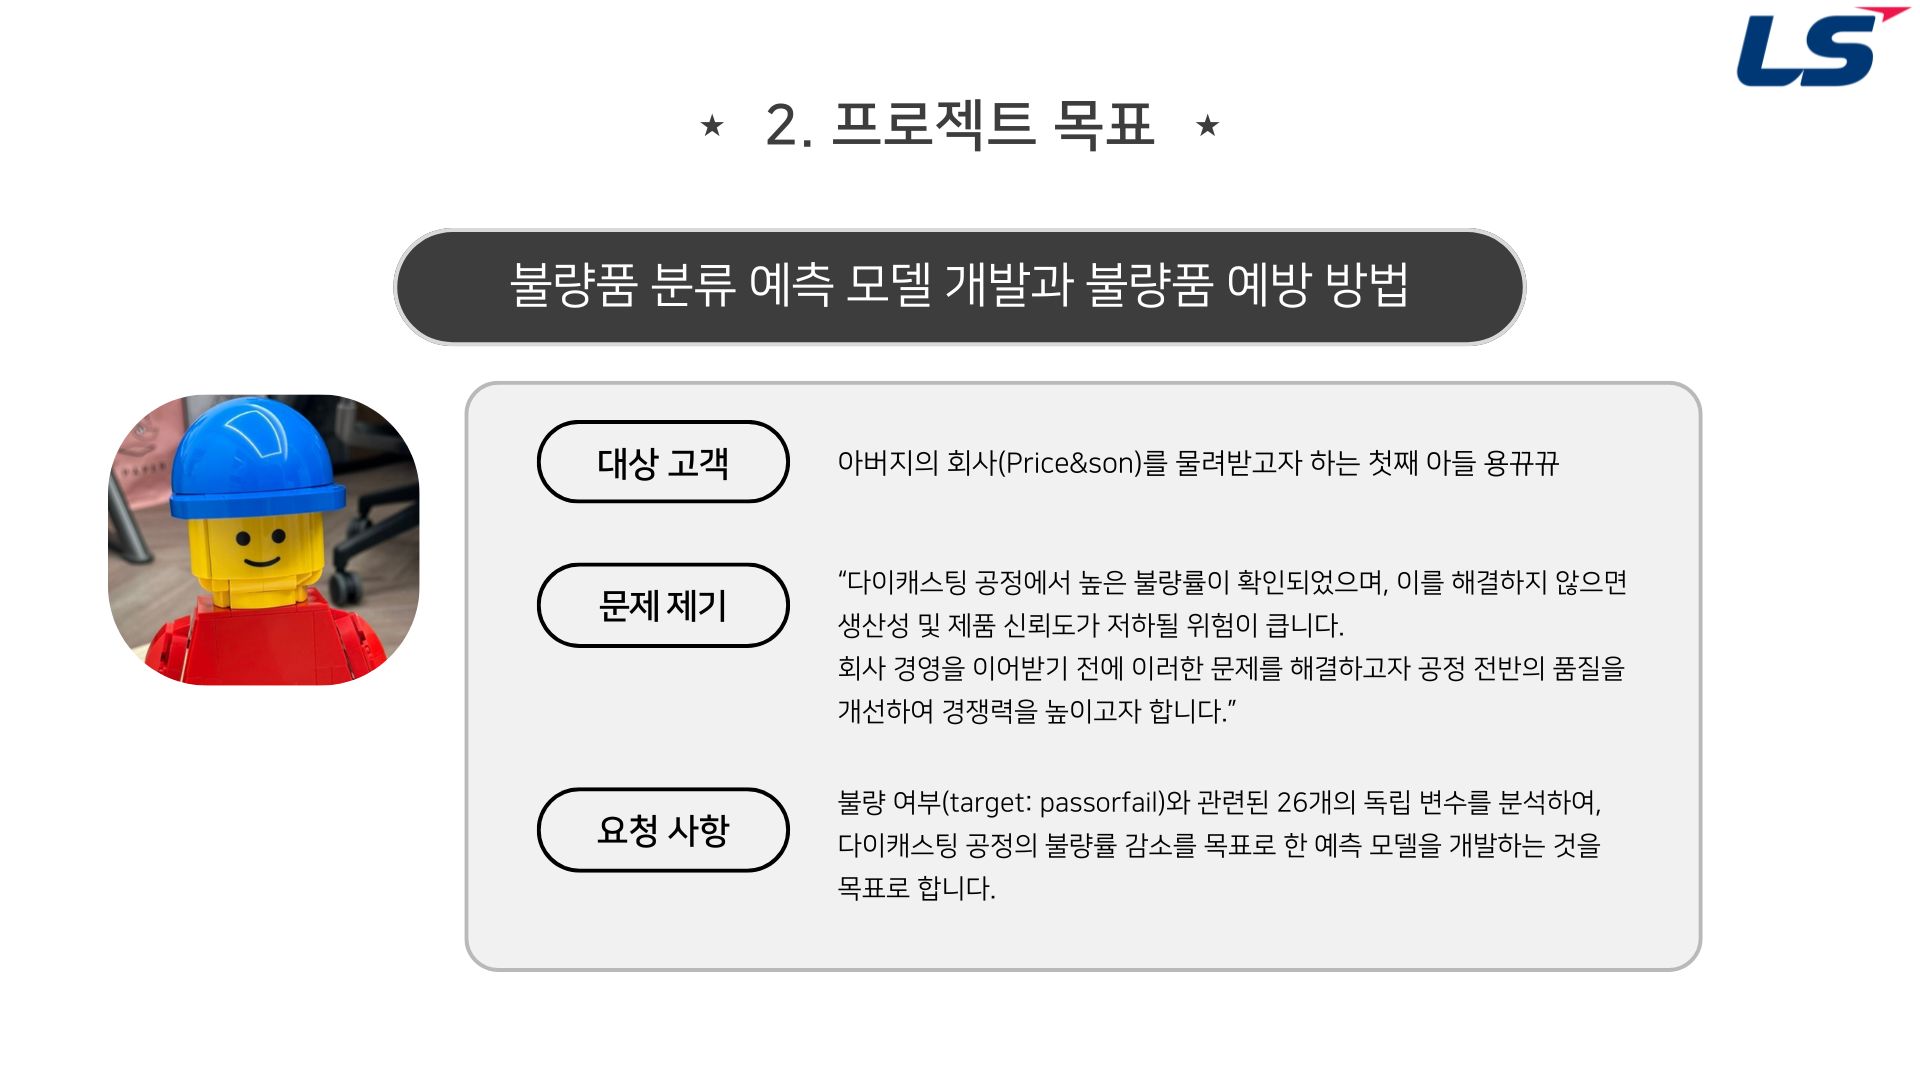 LS
★ 2. 프로젝트 목표 ★
불량품 분류 예측 모델 개발과 불량품 예방 방법
대상 고객
아버지의 회사(Price&son)를 물려받고자 하는 첫째 아들 용뀨뀨
문제 제기
“다이캐스팅 공정에서 높은 불량률이 확인되었으며, 이를 해결하지 않으면
생산성 및 제품 신뢰도가 저하될 위험이 큽니다.
회사 경영을 이어받기 전에 이러한 문제를 해결하고자 공정 전반의 품질을
개선하여 경쟁력을 높이고자 합니다.”
요청 사항
불량 여부(target: passorfail)와 관련된 26개의 독립 변수를 분석하여,
다이캐스팅 공정의 불량률 감소를 목표로 한 예측 모델을 개발하는 것을
목표로 합니다.